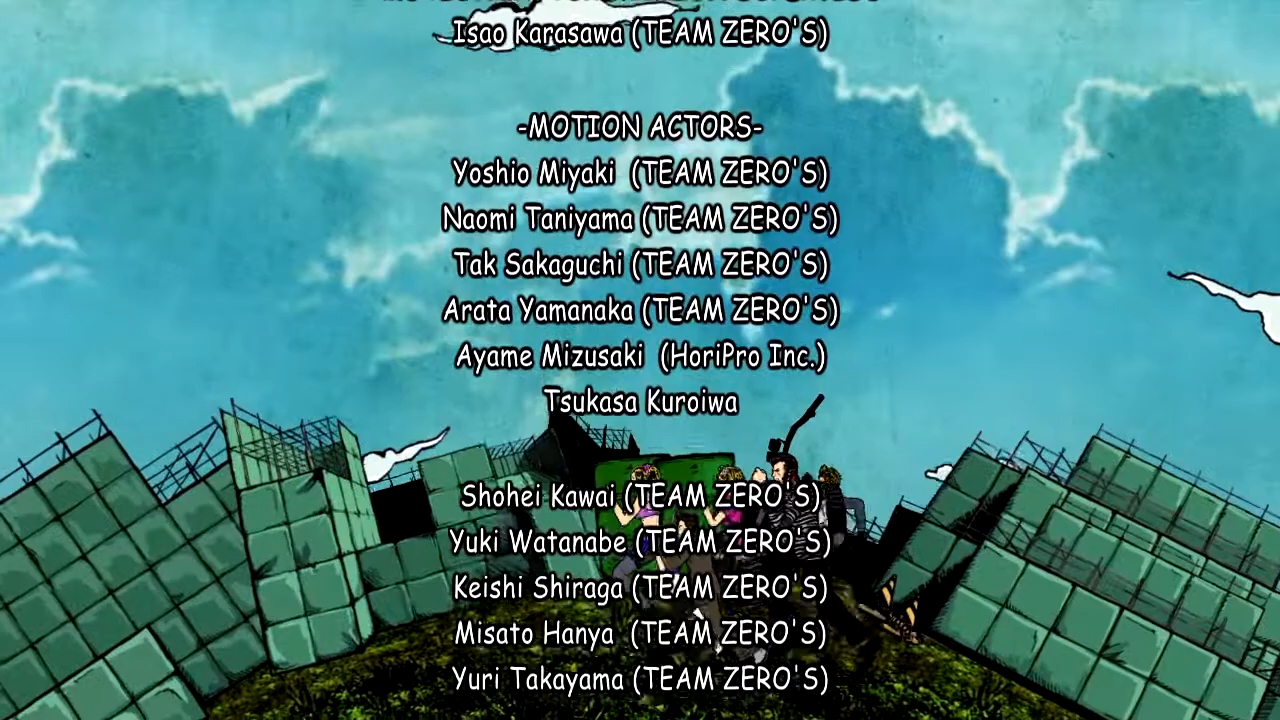 Isao Karasawa (TEAM ZERO'S)
-MOTION ACTORS-
Yoshio Miyaki (TEAM ZERO'S)
Naomi Taniyama (TEAM ZERO'S)
Tak Sakaguchi (TEAM ZERO'S)
Arata Yamanaka (TEAM ZERO'S)
Ayame Mizusaki (HoriPro Inc.)
Tsukasa Kuroiwa
Shohei Kawai (TEAM ZERO'S)
Yuki Watanabe (TEAM ZERO'S)
Keishi Shiraga (TEAM ZERO'S)
Misato Hanya (TEAM ZERO'S)
Yuri Takayama (TEAM ZERO'S)